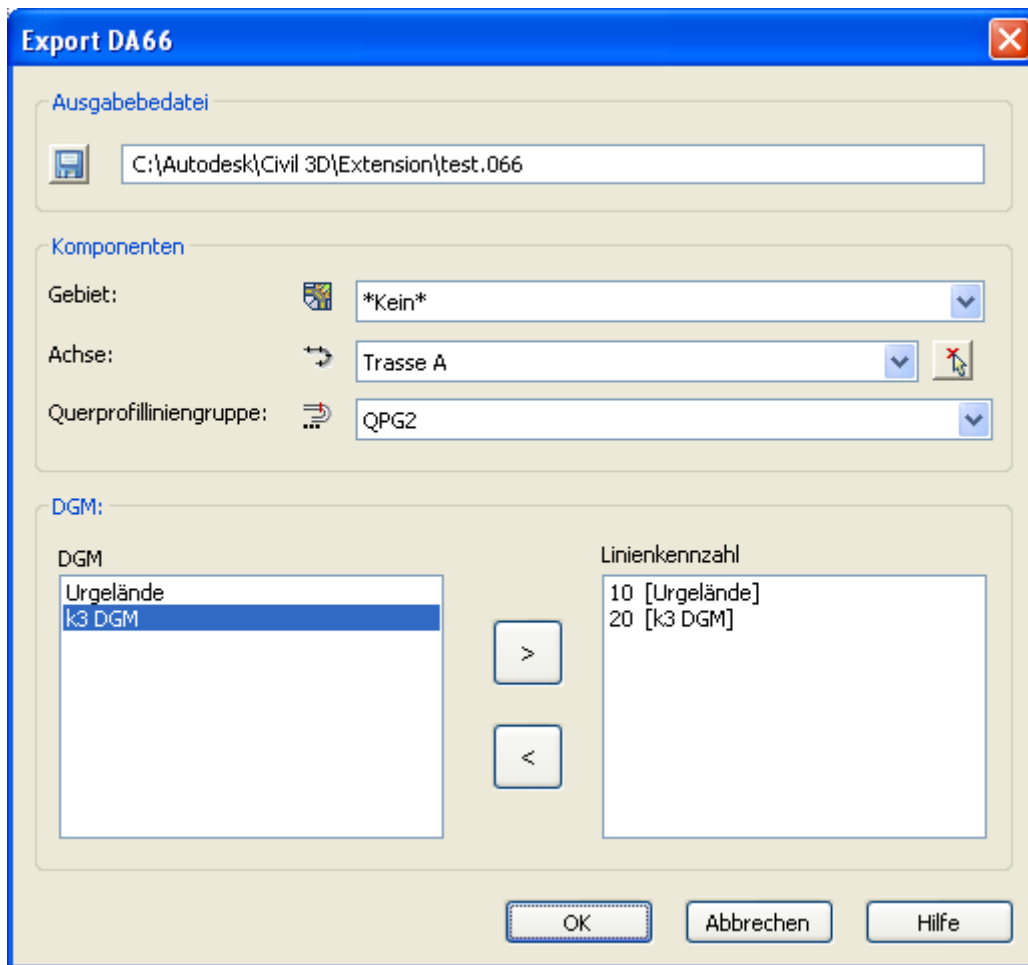 Export DA66
Ausgabebedatei
C:\Autodesk\Civil 3D\Extension\test.066
Komponenten
Gebiet:
*Kein*
Achse:
Trasse A
Querprofilliniengruppe:
QPG2
DGM:
DGM
Urgelände
k3 DGM
>
<
Linienkennzahl
10 [Urgelände]
20 [k3 DGM]
OK
Abbrechen
Hilfe